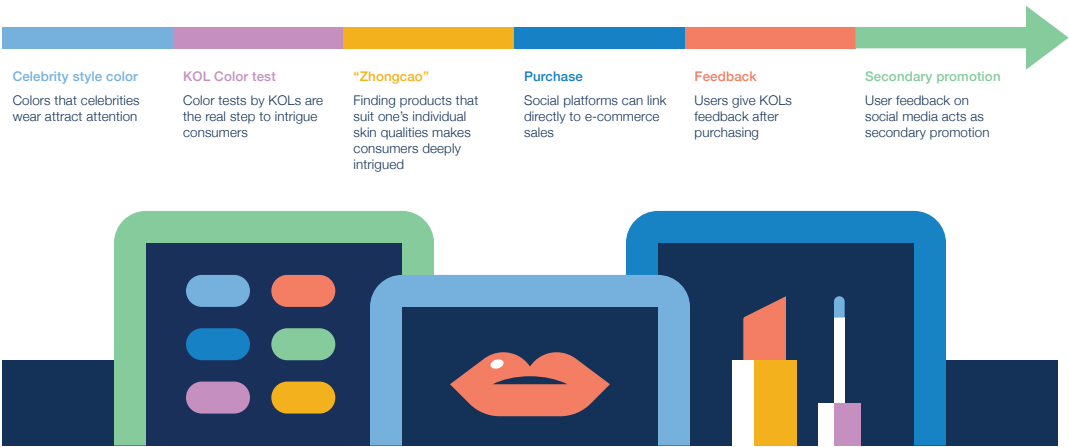 Celebrity style color
Colors that celebrities
wear attract attention
KOL Color test
Color tests by KOLs are
the real step to intrigue
consumers
“Zhongcao”
Finding products that
suit one’s individual
skin qualities makes
consumers deeply
intrigued
Purchase
Social platforms can link
directly to e-commerce
sales
Feedback
Users give KOLs
feedback after
purchasing
Secondary promotion
User feedback on
social media acts as
secondary promotion